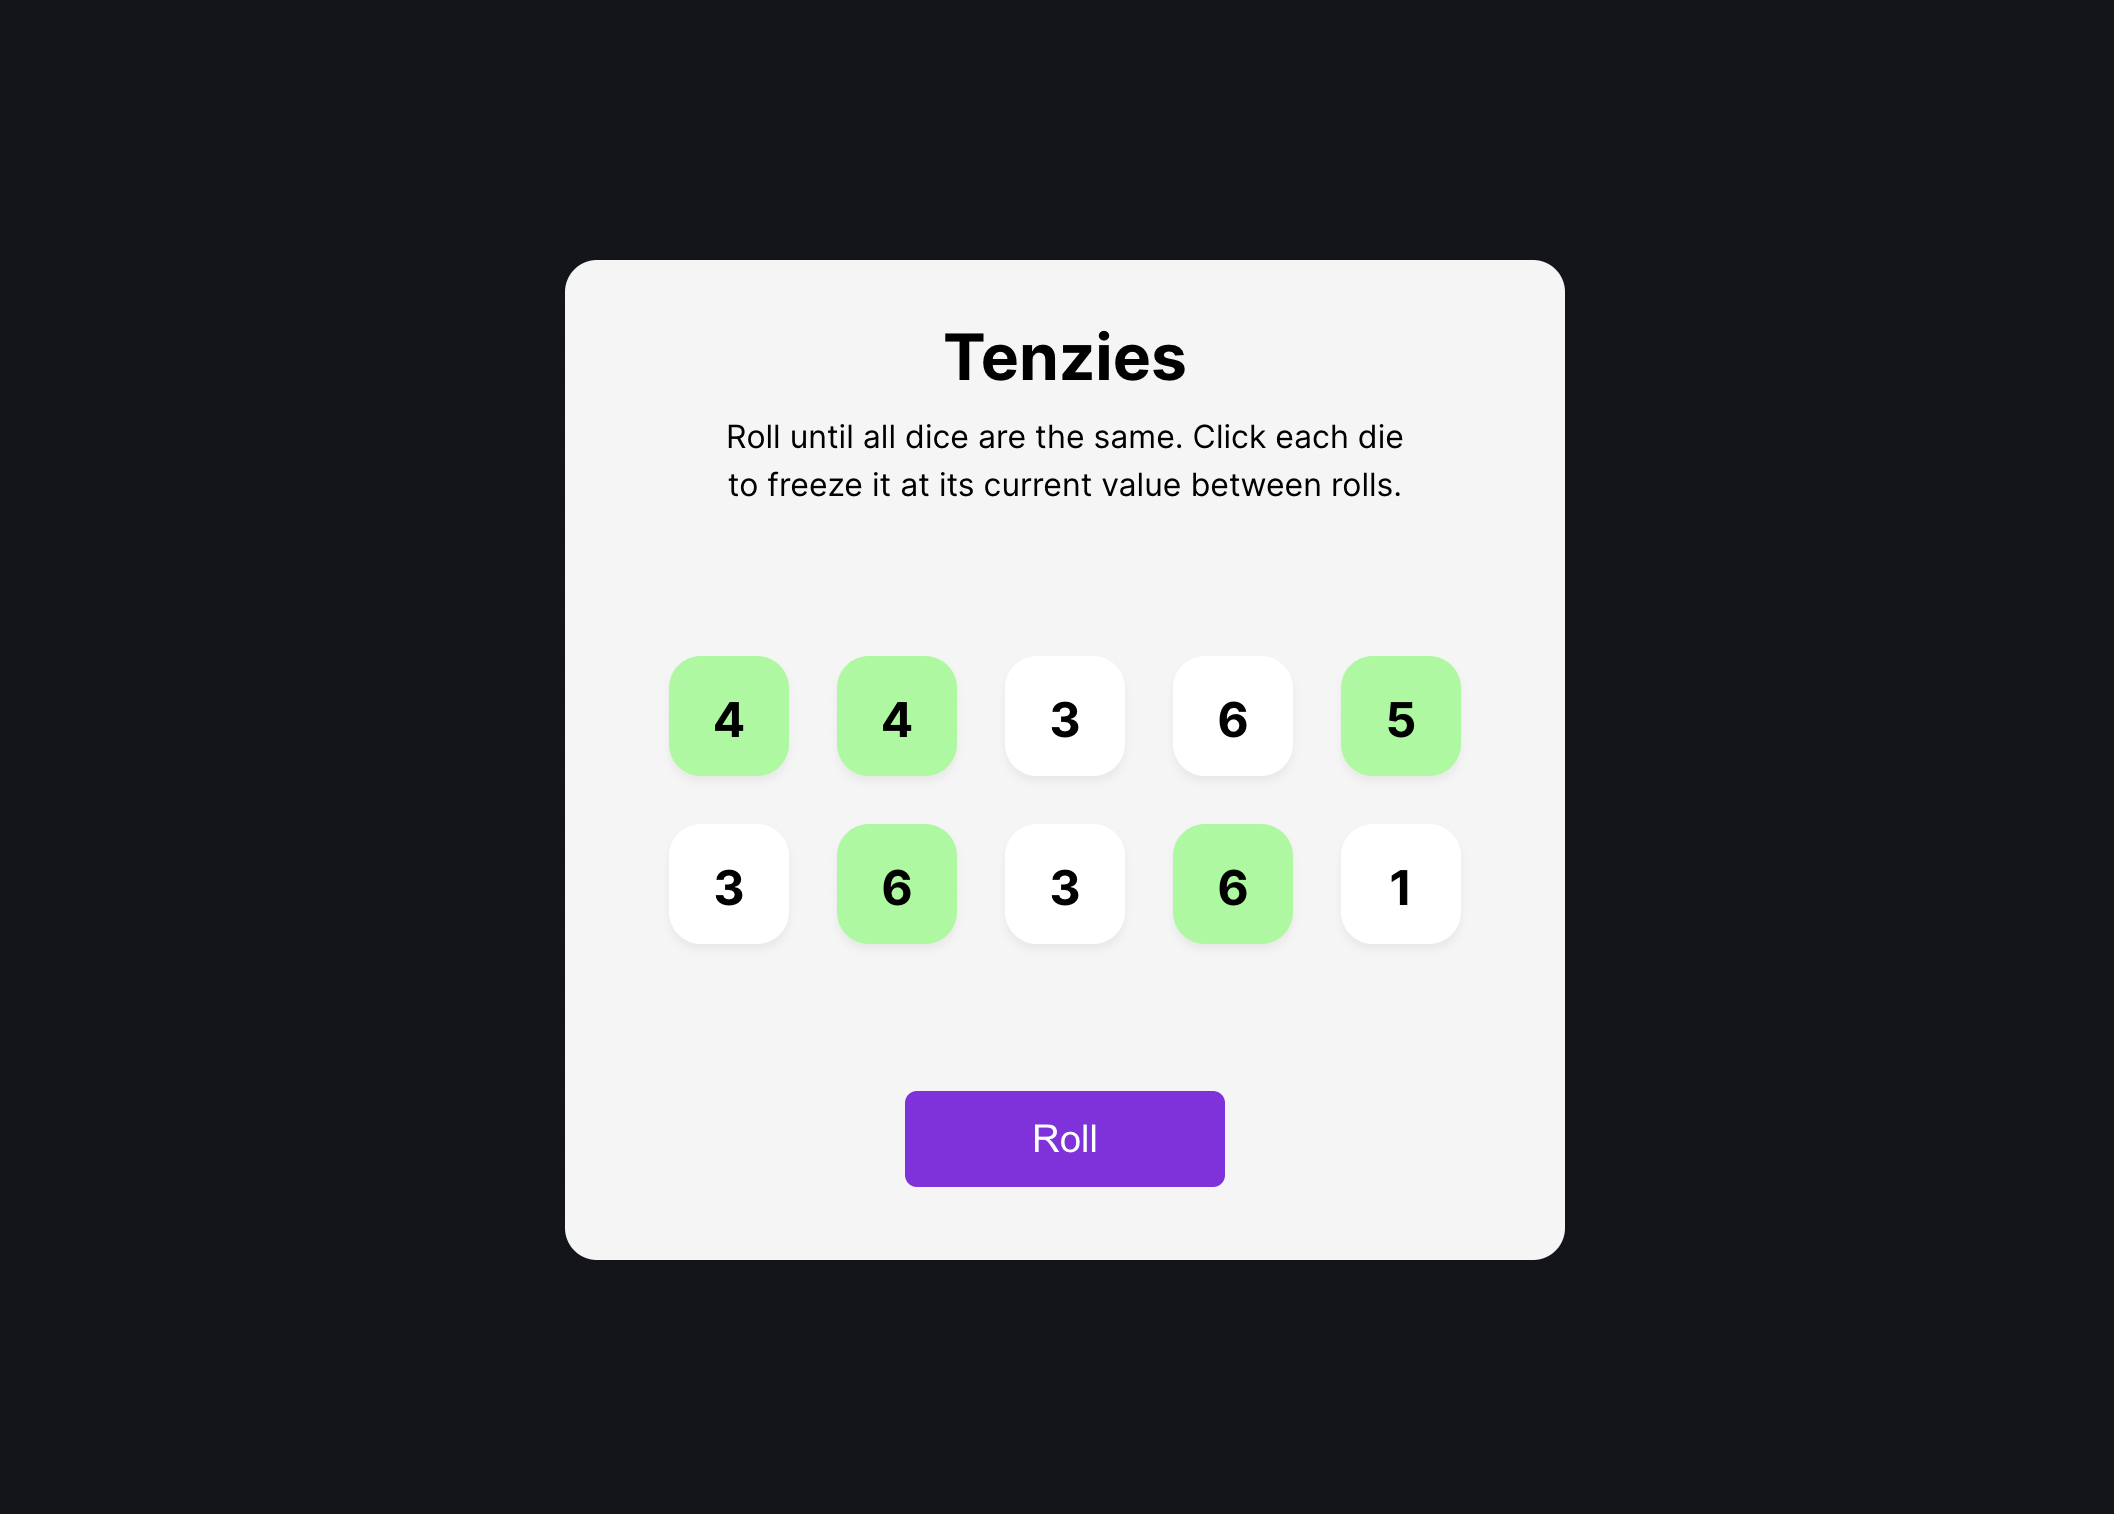 Tenzies
Roll until all dice are the same. Click each die
to freeze it at its current value between rolls.
4 4 3 6 5
3 6 3 6 1
Roll